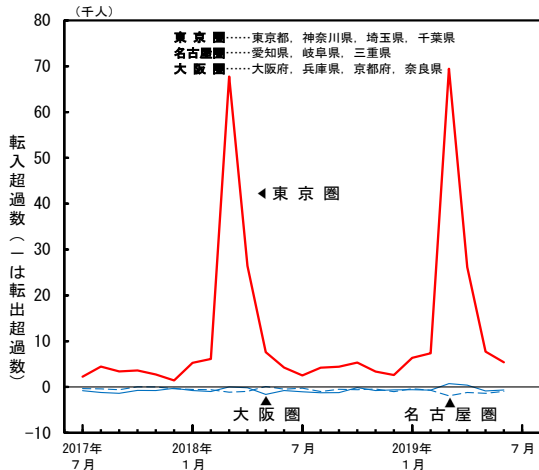 （千人）
東京圏……東京都，神奈川県，埼玉県，千葉県
名古屋圏……愛知県，岐阜県，三重県
大阪圏……大阪府，兵庫県，京都府，奈良県
80
70
60
50
40
30
20
10
0
-10
転入超過数（－は転出超過数）
◀東京圏
▲
大阪圏
▲
名古屋圏
2017年
７月
2018年
１月
７月
2019年
１月
７月